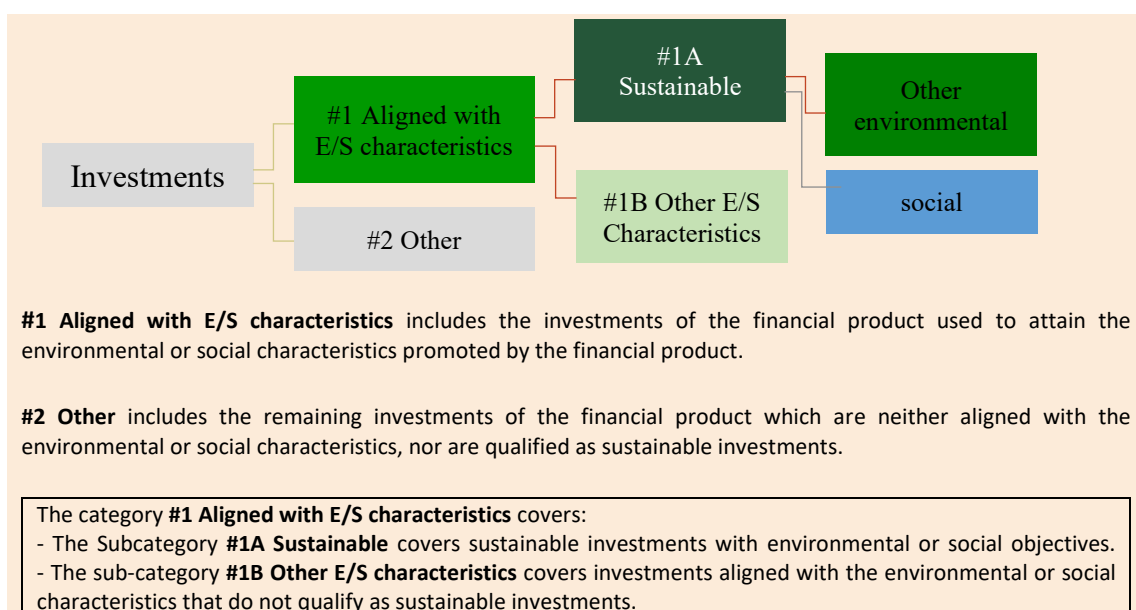 #1A
Sustainable
Other
environmental
#1 Aligned with
E/S characteristics
Investments
#1B Other E/S
Characteristics
social
#2 Other
#1 Aligned with E/S characteristics includes the investments of the financial product used to attain the
environmental or social characteristics promoted by the financial product.
#2 Other includes the remaining investments of the financial product which are neither aligned with the
environmental or social characteristics, nor are qualified as sustainable investments.
The category #1 Aligned with E/S characteristics covers:
- The Subcategory #1A Sustainable covers sustainable investments with environmental or social objectives.
- The sub-category #1B Other E/S characteristics covers investments aligned with the environmental or social
characteristics that do not qualify as sustainable investments.